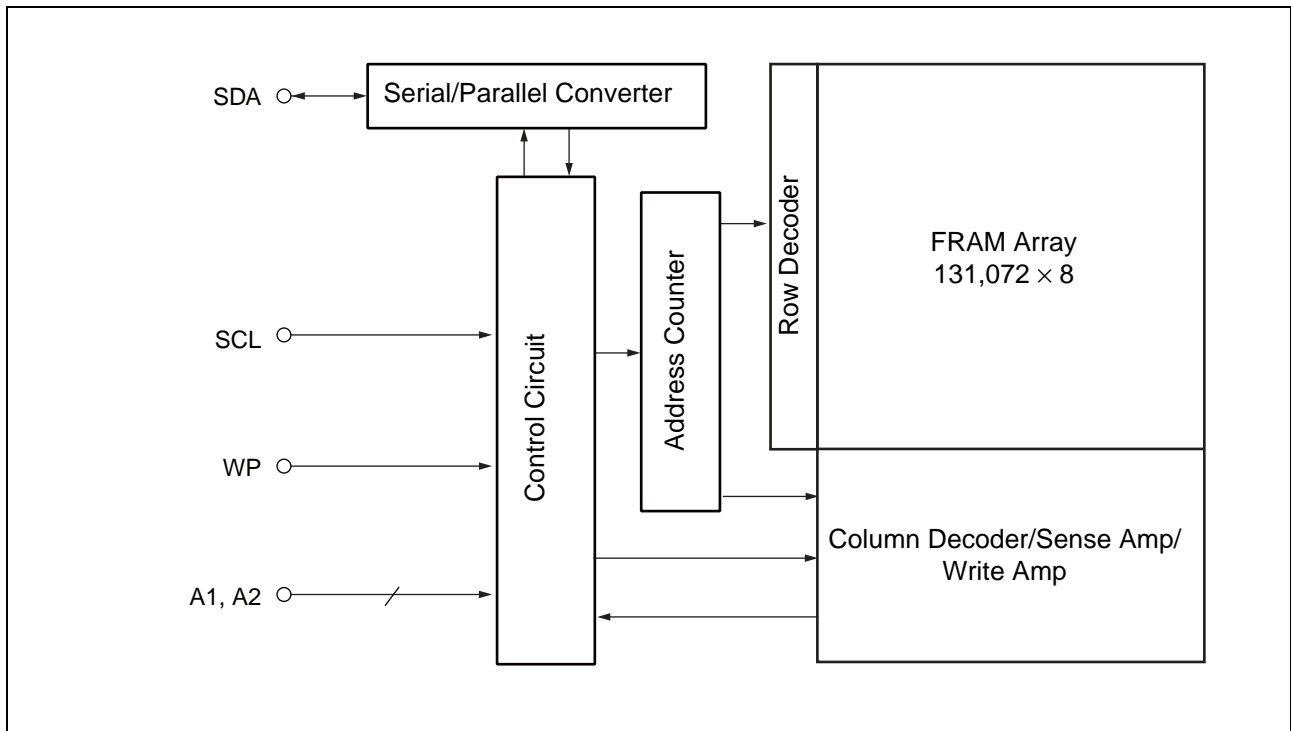 SDA
Serial/Parallel Converter
SCL
WP
A1, A2
Control Circuit
Address Counter
Row Decoder
FRAM Array
131,072 × 8
Column Decoder/Sense Amp/
Write Amp